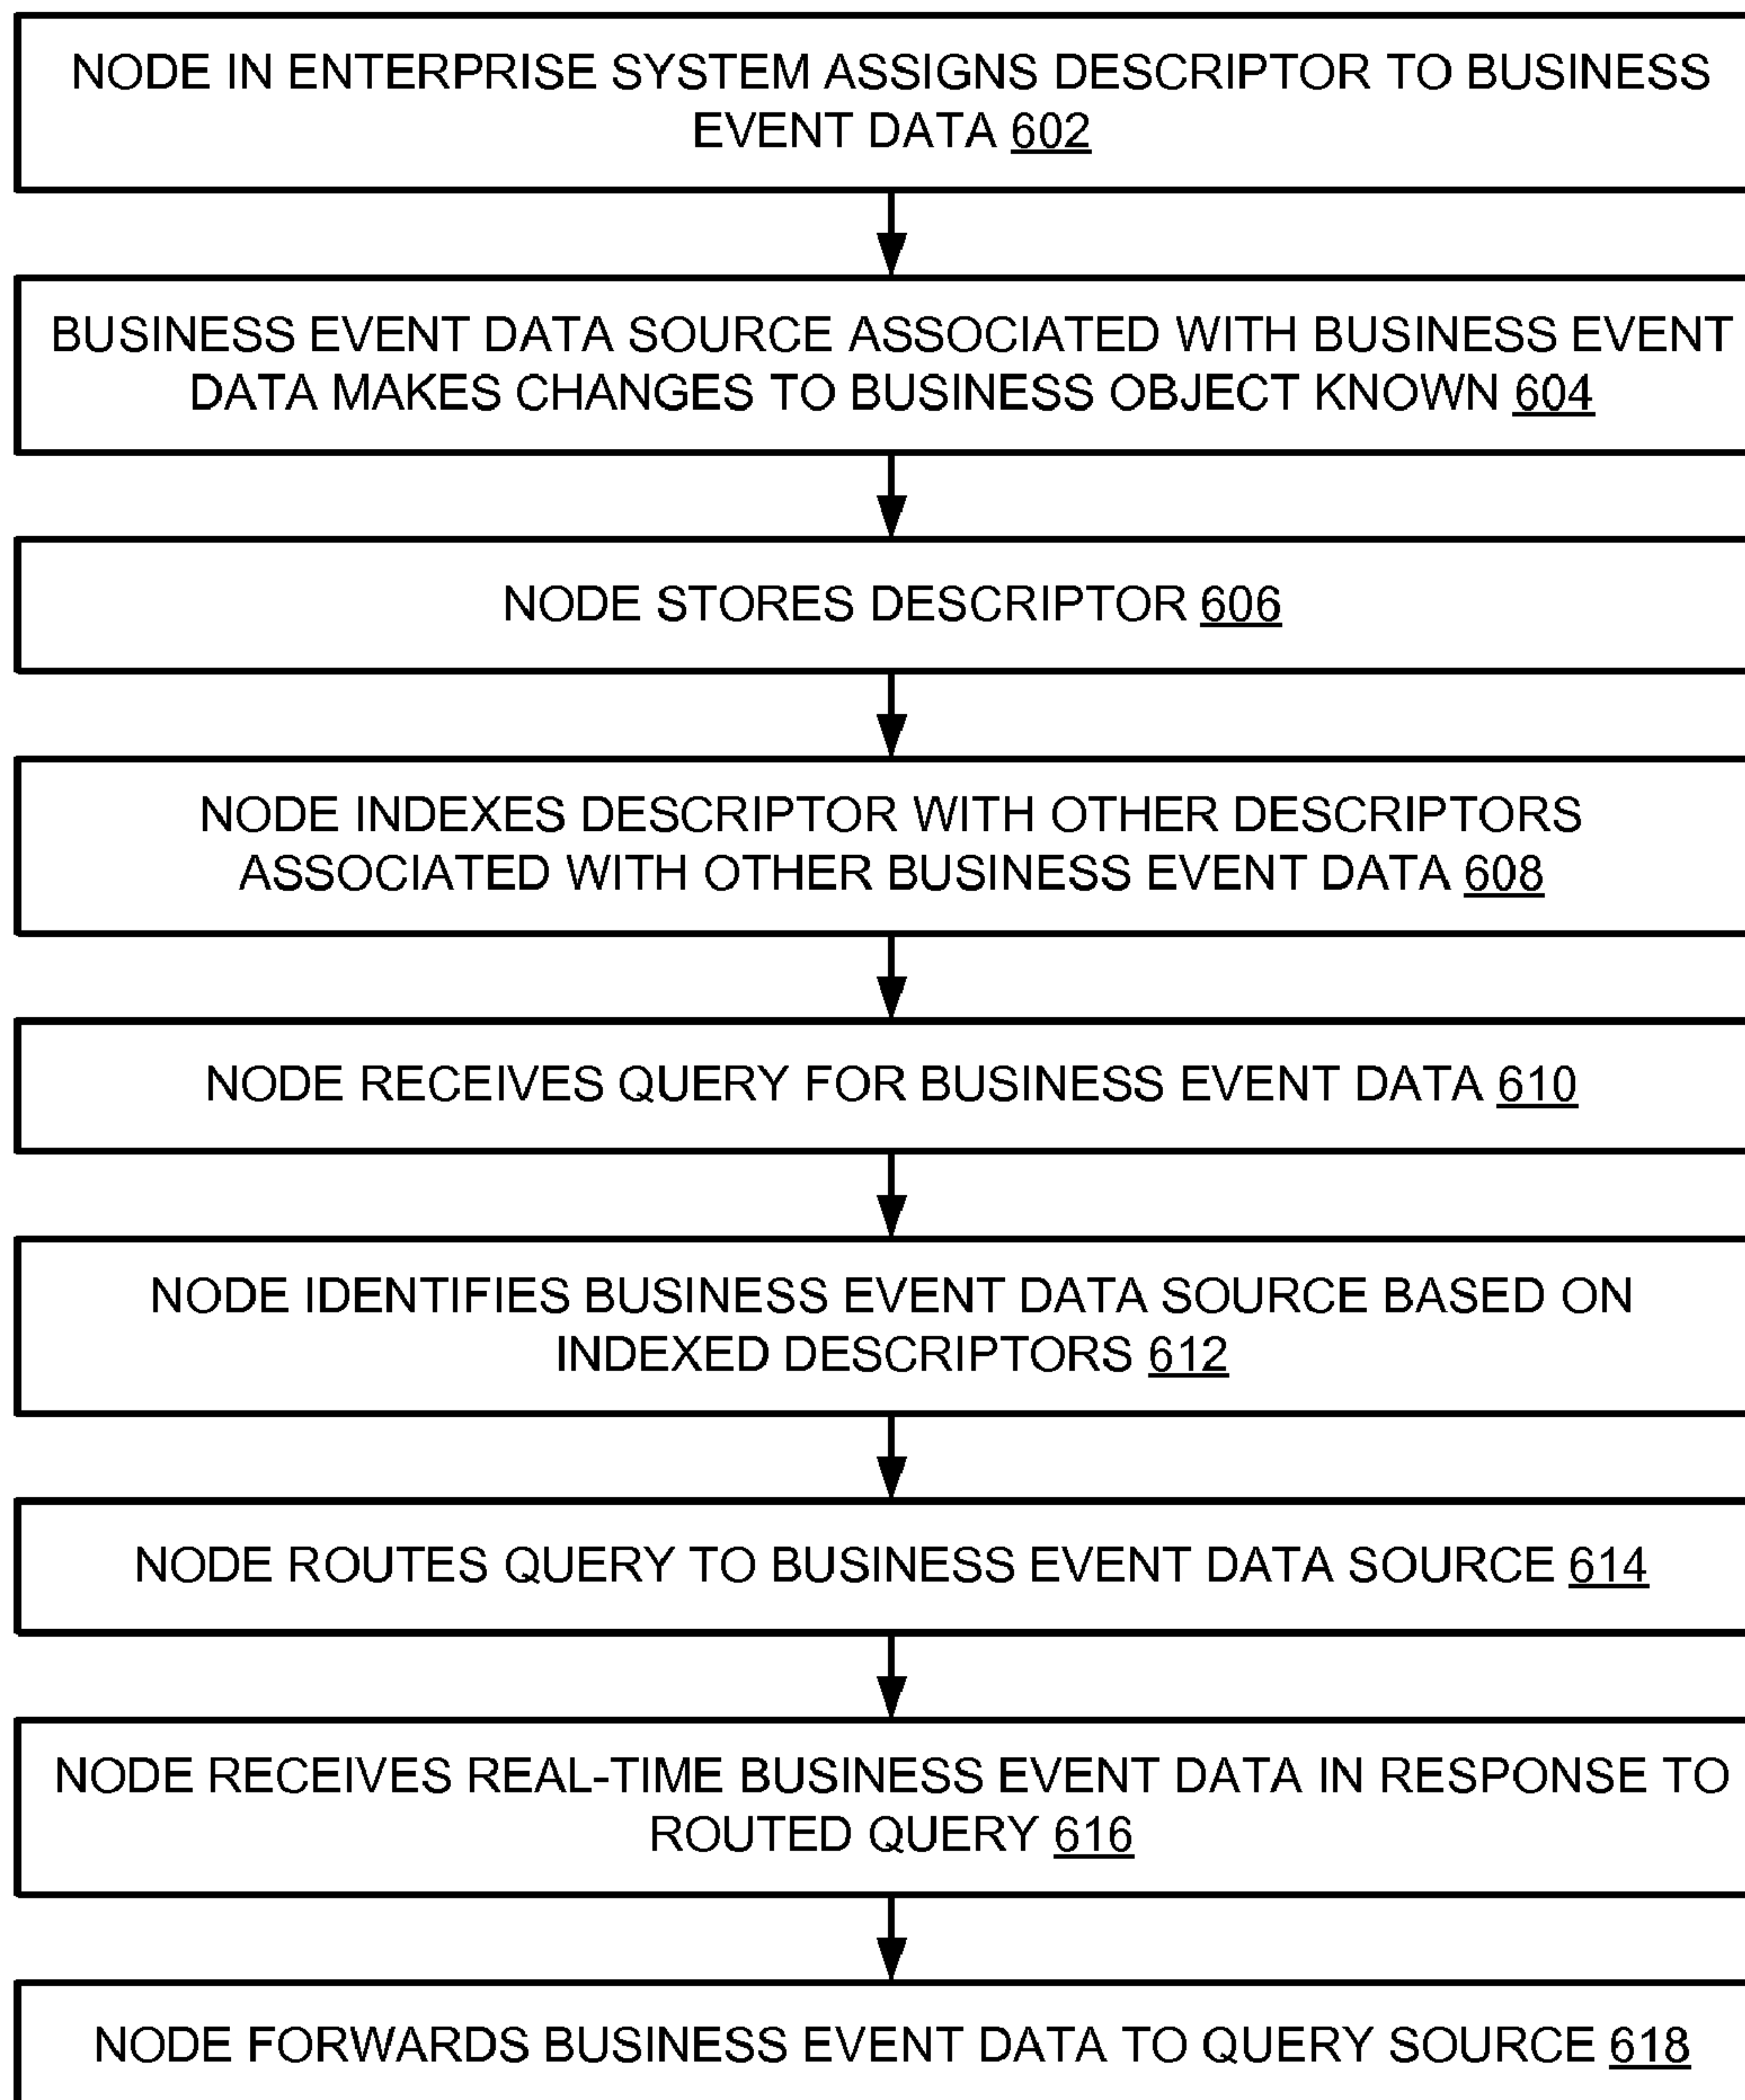 NODE IN ENTERPRISE SYSTEM ASSIGNS DESCRIPTOR TO BUSINESS
EVENT DATA 602
BUSINESS EVENT DATA SOURCE ASSOCIATED WITH BUSINESS EVENT
DATA MAKES CHANGES TO BUSINESS OBJECT KNOWN 604
NODE STORES DESCRIPTOR 606
NODE INDEXES DESCRIPTOR WITH OTHER DESCRIPTORS
ASSOCIATED WITH OTHER BUSINESS EVENT DATA 608
NODE RECEIVES QUERY FOR BUSINESS EVENT DATA 610
NODE IDENTIFIES BUSINESS EVENT DATA SOURCE BASED ON
INDEXED DESCRIPTORS 612
NODE ROUTES QUERY TO BUSINESS EVENT DATA SOURCE 614
NODE RECEIVES REAL-TIME BUSINESS EVENT DATA IN RESPONSE TO
ROUTED QUERY 616
NODE FORWARDS BUSINESS EVENT DATA TO QUERY SOURCE 618